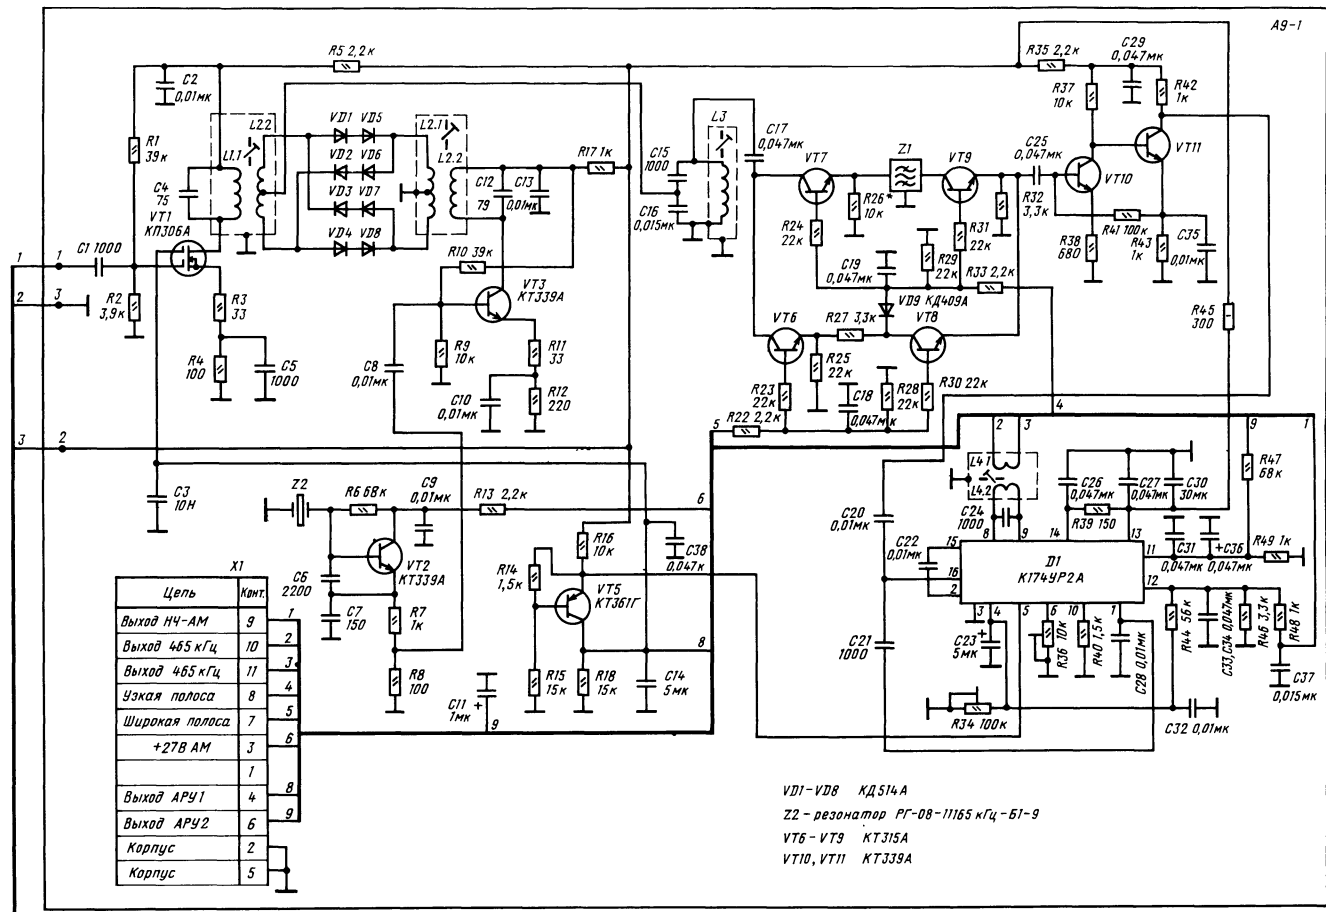 А9-1
R5 2,2к
C2
0,01мк
R1
39к
L1.1
L2.2
C4
75
VT1
КП306А
C1 1000
R2
3,9к
R3
33
R4
100
C5
1000
VD1
VD5
VD2
VD6
VD3
VD7
VD4
VD8
L2.1
L2.2
C12
79
C13
0,01мк
R17 1к
R10 39к
VT3
КТ339А
C8
0,01мк
R9
10к
R11
33
C10
0,01мк
R12
220
C15
1000
C16
0,015мк
L3
C17
0,047мк
VT7
Z1
VT9
R24
22к
R26*
10к
R31
22к
C19
0,047мк
R29
22к
R33 2,2к
VD9 КД409А
VT6
R27 3,3к
VT8
R25
22к
R23
22к
C18
0,047мк
R28
22к
R30 22к
R22 2,2к
R35 2,2к
C29
0,047мк
R37
10к
R42
1к
C25
0,047мк
VT10
VT11
R32
3,3к
R41 100к
R38
680
R43
1к
C35
0,01мк
R45
300
1
1
2
3
3
2
5
4
6
8
9
C3
10Н
Z2
R6 68к
C9
0,01мк
R13 2,2к
VT2
КТ339А
C6
2200
C7
150
R7
1к
R8
100
C11
1мк
R14
1,5к
R16
10к
VT5
КТ361Г
C38
0,047к
R15
15к
R18
15к
C14
5мк
2
3
9
1
L4.1
L4.2
C24
1000
C26
0,047мк
C27
0,047мк
C30
30мк
R39 150
R47
68к
C20
0,01мк
C22
0,01мк
C21
1000
8
9
14
13
15
16
2
D1
К174УР2А
11
12
3
4
5
6
10
1
C31
0,047мк
+C36
0,047мк
R49 1к
C23
5мк
R36 10к
R40 1,5к
C28 0,01мк
R44 56к
C33, C34 0,047мк
R46 3,3к
R48 1к
C37
0,015мк
R34 100к
C32 0,01мк
X1
Цепь Конт.
Выход НЧ-АМ 9 1
Выход 465 кГц 10 2
Выход 465 кГц 11 3
Узкая полоса 8 4
Широкая полоса 7 5
+27В АМ 3 6
1
Выход АРУ1 4 8
Выход АРУ2 6 9
Корпус 2
Корпус 5
VD1-VD8 КД514А
Z2 - резонатор РГ-08-11165 кГц-Б1-9
VT6-VT9 КТ315А
VT10, VT11 КТ339А